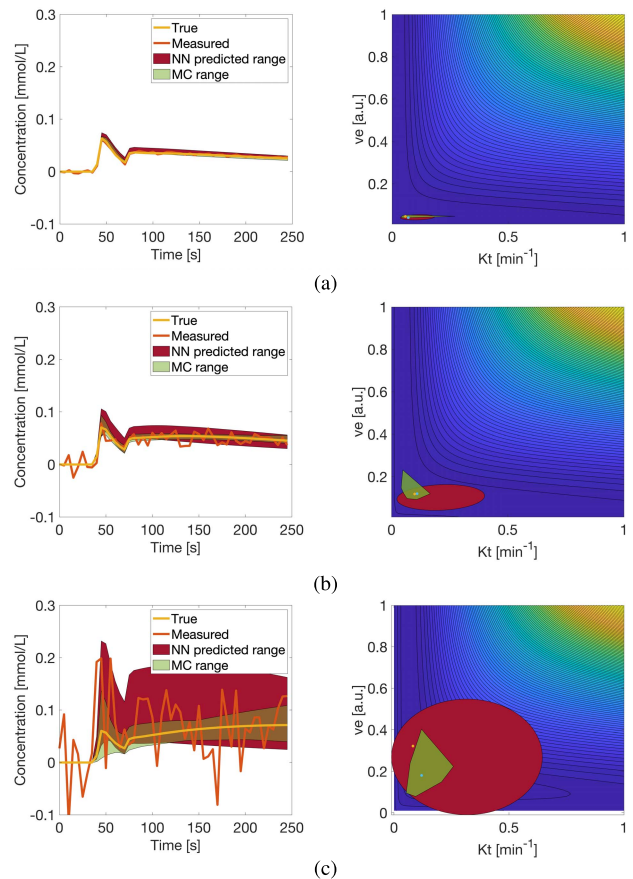 0.3
0.2
0.1
0
-0.1
Concentration [mmol/L]
True
Measured
NN predicted range
MC range
0 50 100 150 200 250
Time [s]
1
0.8
0.6
0.4
0.2
ve [a.u.]
0 0.5 1
Kt [min-1]
(a)
0.3
0.2
0.1
0
-0.1
Concentration [mmol/L]
True
Measured
NN predicted range
MC range
0 50 100 150 200 250
Time [s]
1
0.8
0.6
0.4
0.2
ve [a.u.]
0 0.5 1
Kt [min-1]
(b)
0.3
0.2
0.1
0
-0.1
Concentration [mmol/L]
True
Measured
NN predicted range
MC range
0 50 100 150 200 250
Time [s]
1
0.8
0.6
0.4
0.2
0
ve [a.u.]
0 0.5 1
Kt [min-1]
(c)